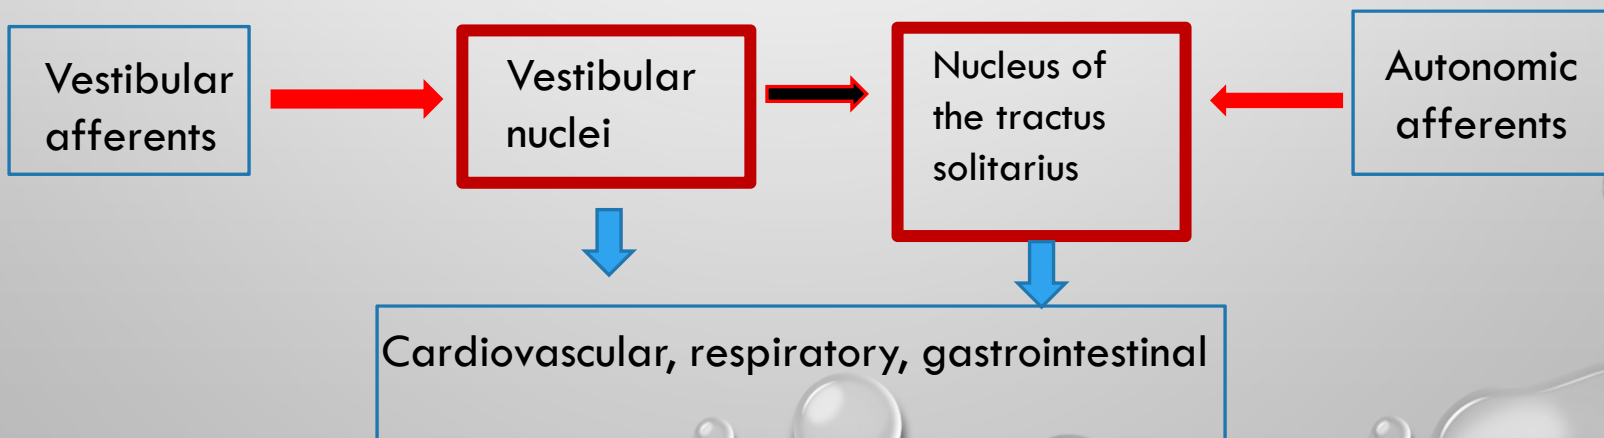 Vestibular
afferents
Vestibular
nuclei
Nucleus of
the tractus
solitarius
Autonomic
afferents
Cardiovascular, respiratory, gastrointestinal